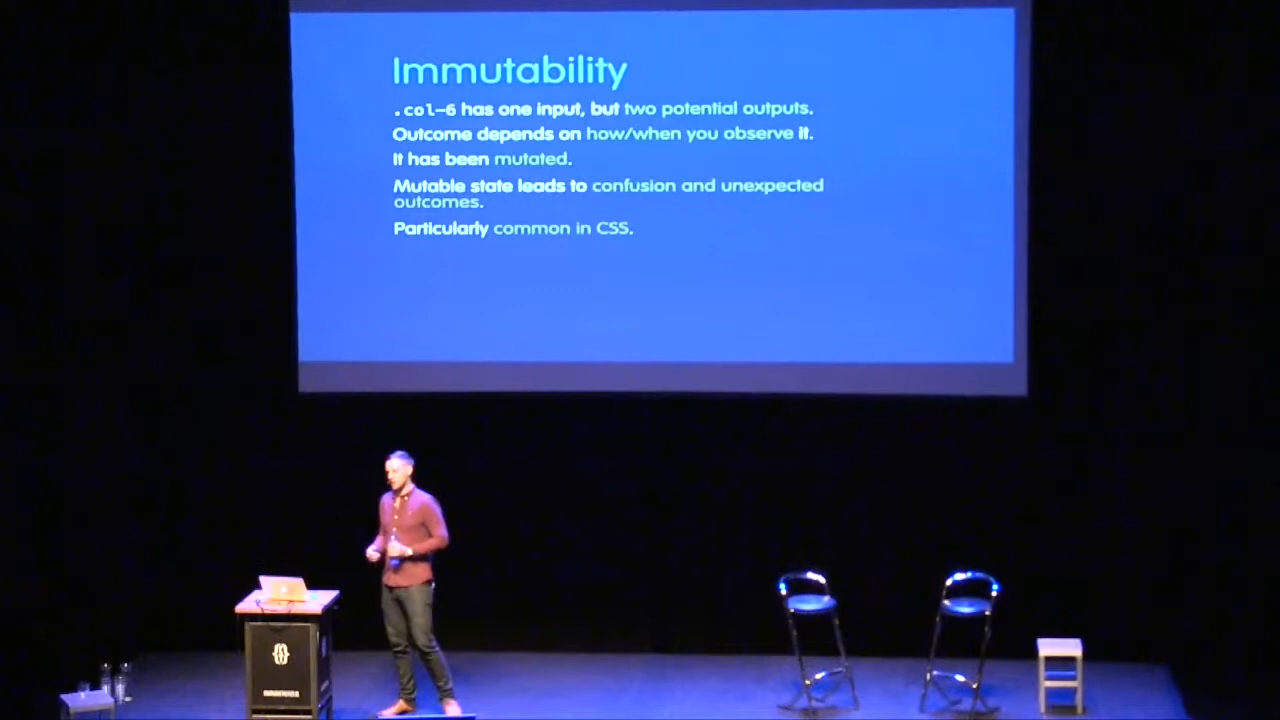 Immutability
.col-6 has one input, but two potential outputs.
Outcome depends on how/when you observe it.
It has been mutated.
Mutable state leads to confusion and unexpected
outcomes.
Particularly common in CSS.
{}